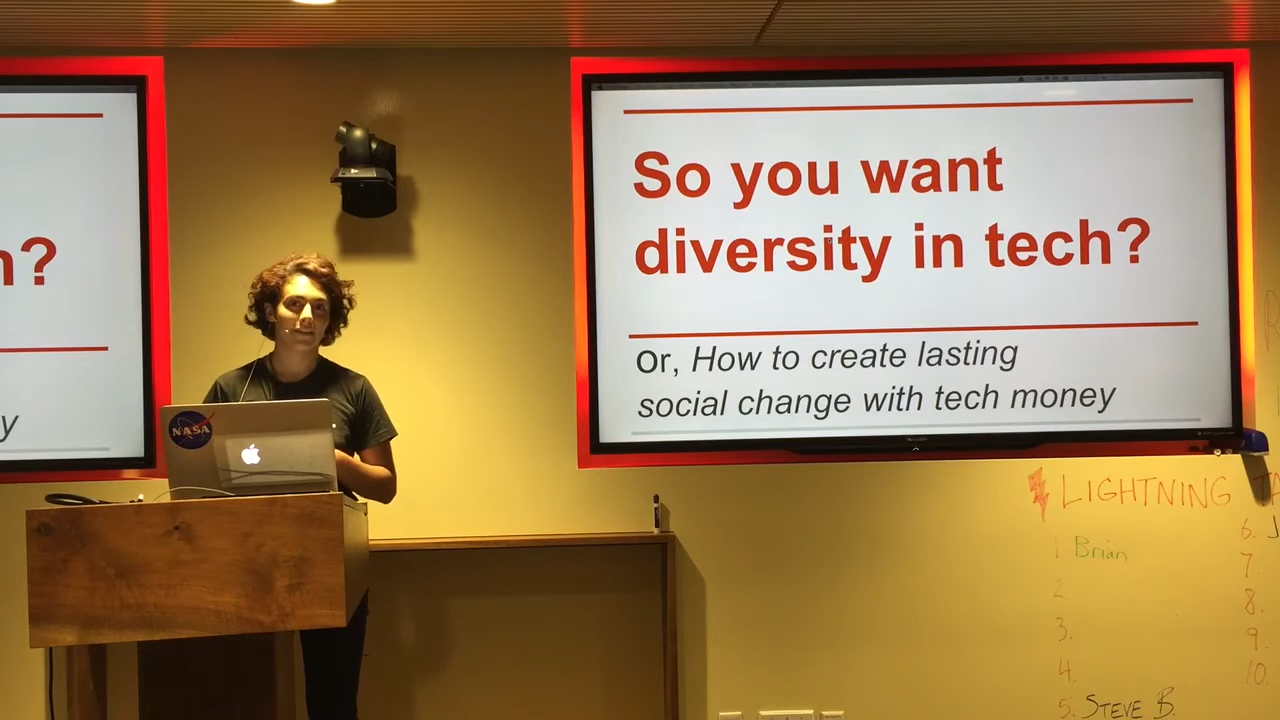 n?
y
NASA
So you want
diversity in tech?
Or, How to create lasting
social change with tech money
LIGHTNING
1. Brian
2
3.
4.
5. STEVE B.
6. J
7.
8.
9.
10.